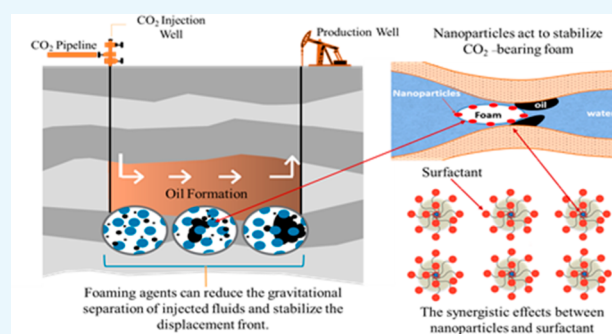 CO2 Injection
Well
CO2 Pipeline
Production Well
Oil Formation
Foaming agents can reduce the gravitational
separation of injected fluids and stabilize the
displacement front.
Nanoparticles act to stabilize
CO2 -bearing foam
Nanoparticles
oil
Foam
water
Surfactant
The synergistic effects between
nanoparticles and surfactant